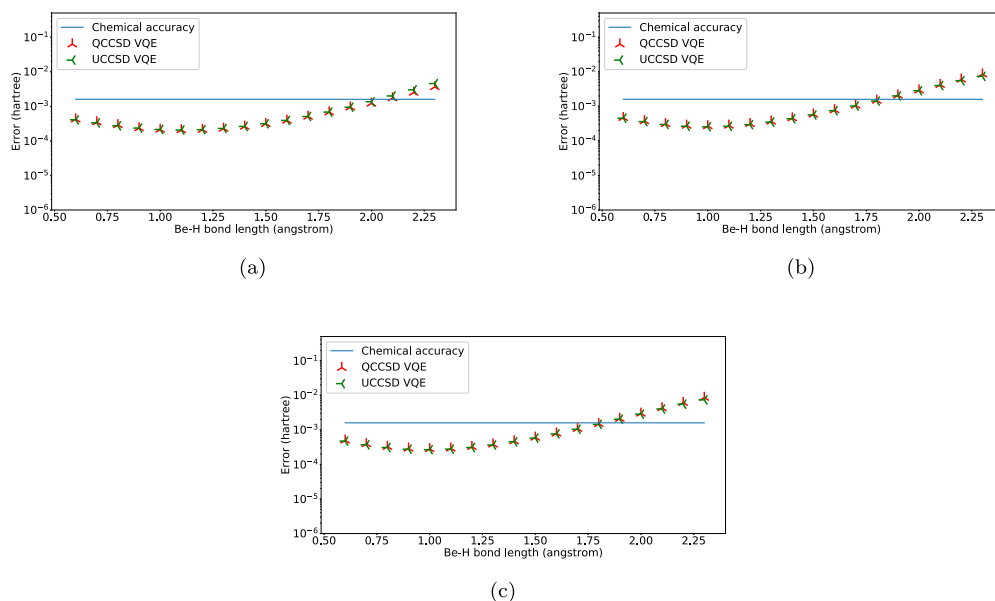 Chemical accuracy
QCCSD VQE
UCCSD VQE
Error (hartree)
10⁻¹
10⁻²
10⁻³
10⁻⁴
10⁻⁵
10⁻⁶
0.50 0.75 1.00 1.25 1.50 1.75 2.00 2.25
Be-H bond length (angstrom)
(a)
Chemical accuracy
QCCSD VQE
UCCSD VQE
Error (hartree)
10⁻¹
10⁻²
10⁻³
10⁻⁴
10⁻⁵
10⁻⁶
0.50 0.75 1.00 1.25 1.50 1.75 2.00 2.25
Be-H bond length (angstrom)
(b)
Chemical accuracy
QCCSD VQE
UCCSD VQE
Error (hartree)
10⁻¹
10⁻²
10⁻³
10⁻⁴
10⁻⁵
10⁻⁶
0.50 0.75 1.00 1.25 1.50 1.75 2.00 2.25
Be-H bond length (angstrom)
(c)